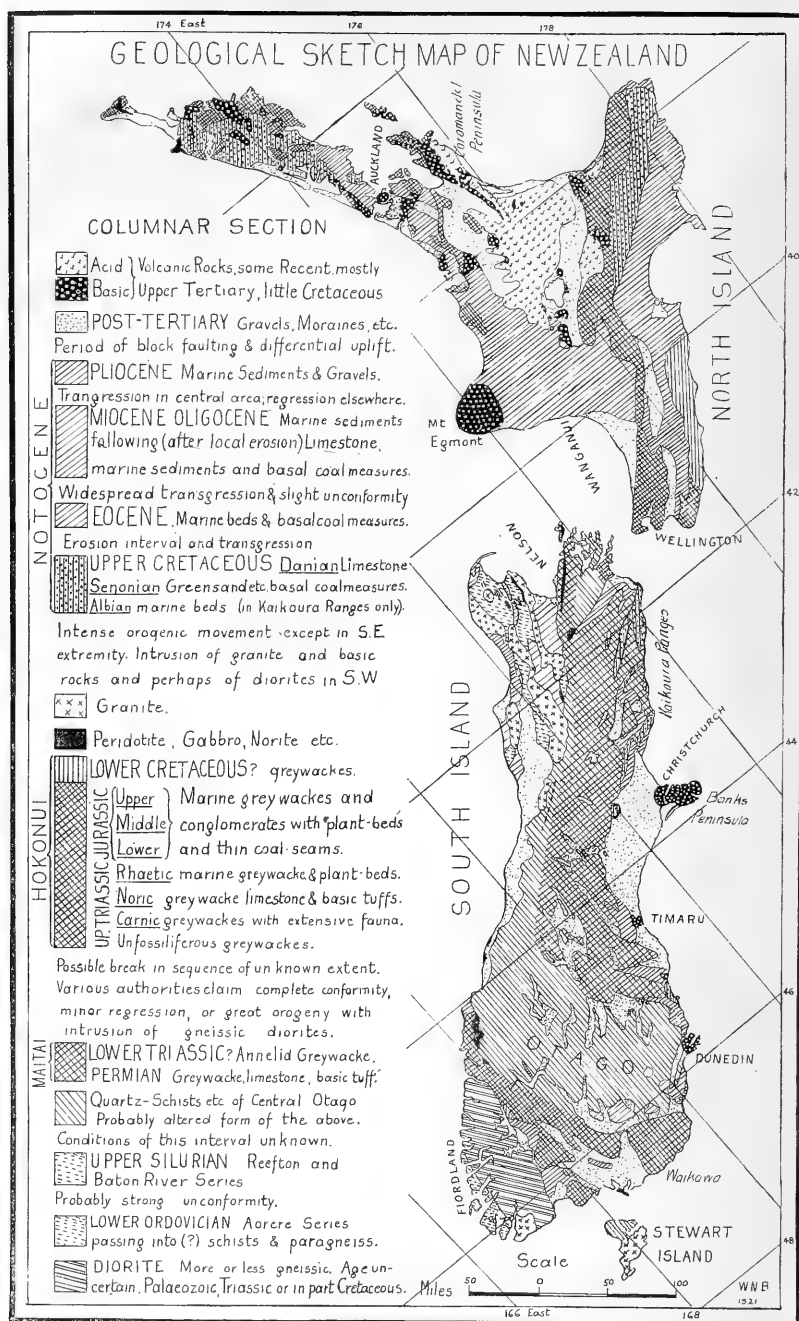 174 East
176
178
GEOLOGICAL SKETCH MAP OF NEW ZEALAND
Coromandel Peninsula
AUCKLAND
COLUMNAR SECTION
Acid } Volcanic Rocks, some Recent, mostly
Basic } Upper Tertiary, little Cretaceous
POST-TERTIARY Gravels, Moraines, etc.
Period of block faulting & differential uplift.
NOTOCENE
PLIOCENE Marine Sediments & Gravels.
Trangression in central area; regression elsewhere.
MIOCENE OLIGOCENE Marine sediments
fallowing (after local erosion) Limestone,
marine sediments and basal coal measures.
Widespread transgression & slight unconformity
EOCENE. Marine beds & basal coal measures.
Erosion interval and transgression
UPPER CRETACEOUS Danian Limestone
Senonian Greensand etc. basal coal measures.
Albian marine beds (in Kaikoura Ranges only).
Intense orogenic movement except in S.E
extremity. Intrusion of granite and basic
rocks and perhaps of diorites in S.W
Granite.
Peridotite, Gabbro, Norite etc.
HOKONUI
LOWER CRETACEOUS? greywackes.
JURASSIC
Upper } Marine greywackes and
Middle } conglomerates with "plant-beds"
Lower } and thin coal-seams.
UP. TRIASSIC
Rhaetic marine greywacke & plant-beds.
Noric greywacke limestone & basic tuffs.
Carnic greywackes with extensive fauna.
Unfossiliferous greywackes.
Possible break in sequence of unknown extent.
Various authorities claim complete conformity,
minor regression, or great orogeny with
intrusion of gneissic diorites.
MAITAI
LOWER TRIASSIC? Annelid Greywacke.
PERMIAN Greywacke, limestone, basic tuff.
Quartz-Schists etc of Central Otago
Probably altered form of the above.
Conditions of this interval unknown.
UPPER SILURIAN Reefton and
Baton River Series
Probably strong unconformity.
LOWER ORDOVICIAN Aorere Series
passing into (?) schists & paragneiss.
DIORITE More or less gneissic. Age un-
certain, Palaeozoic, Triassic or in part Cretaceous.
NORTH ISLAND
40
Mt
Egmont
WANGANUI
42
WELLINGTON
NELSON
Kaikoura Ranges
SOUTH ISLAND
44
CHRISTCHURCH
Banks
Peninsula
TIMARU
46
OTAGO
DUNEDIN
FIORDLAND
Waikawa
48
STEWART
ISLAND
Scale
Miles 50 0 50 100
WNB
1921
166 East
168